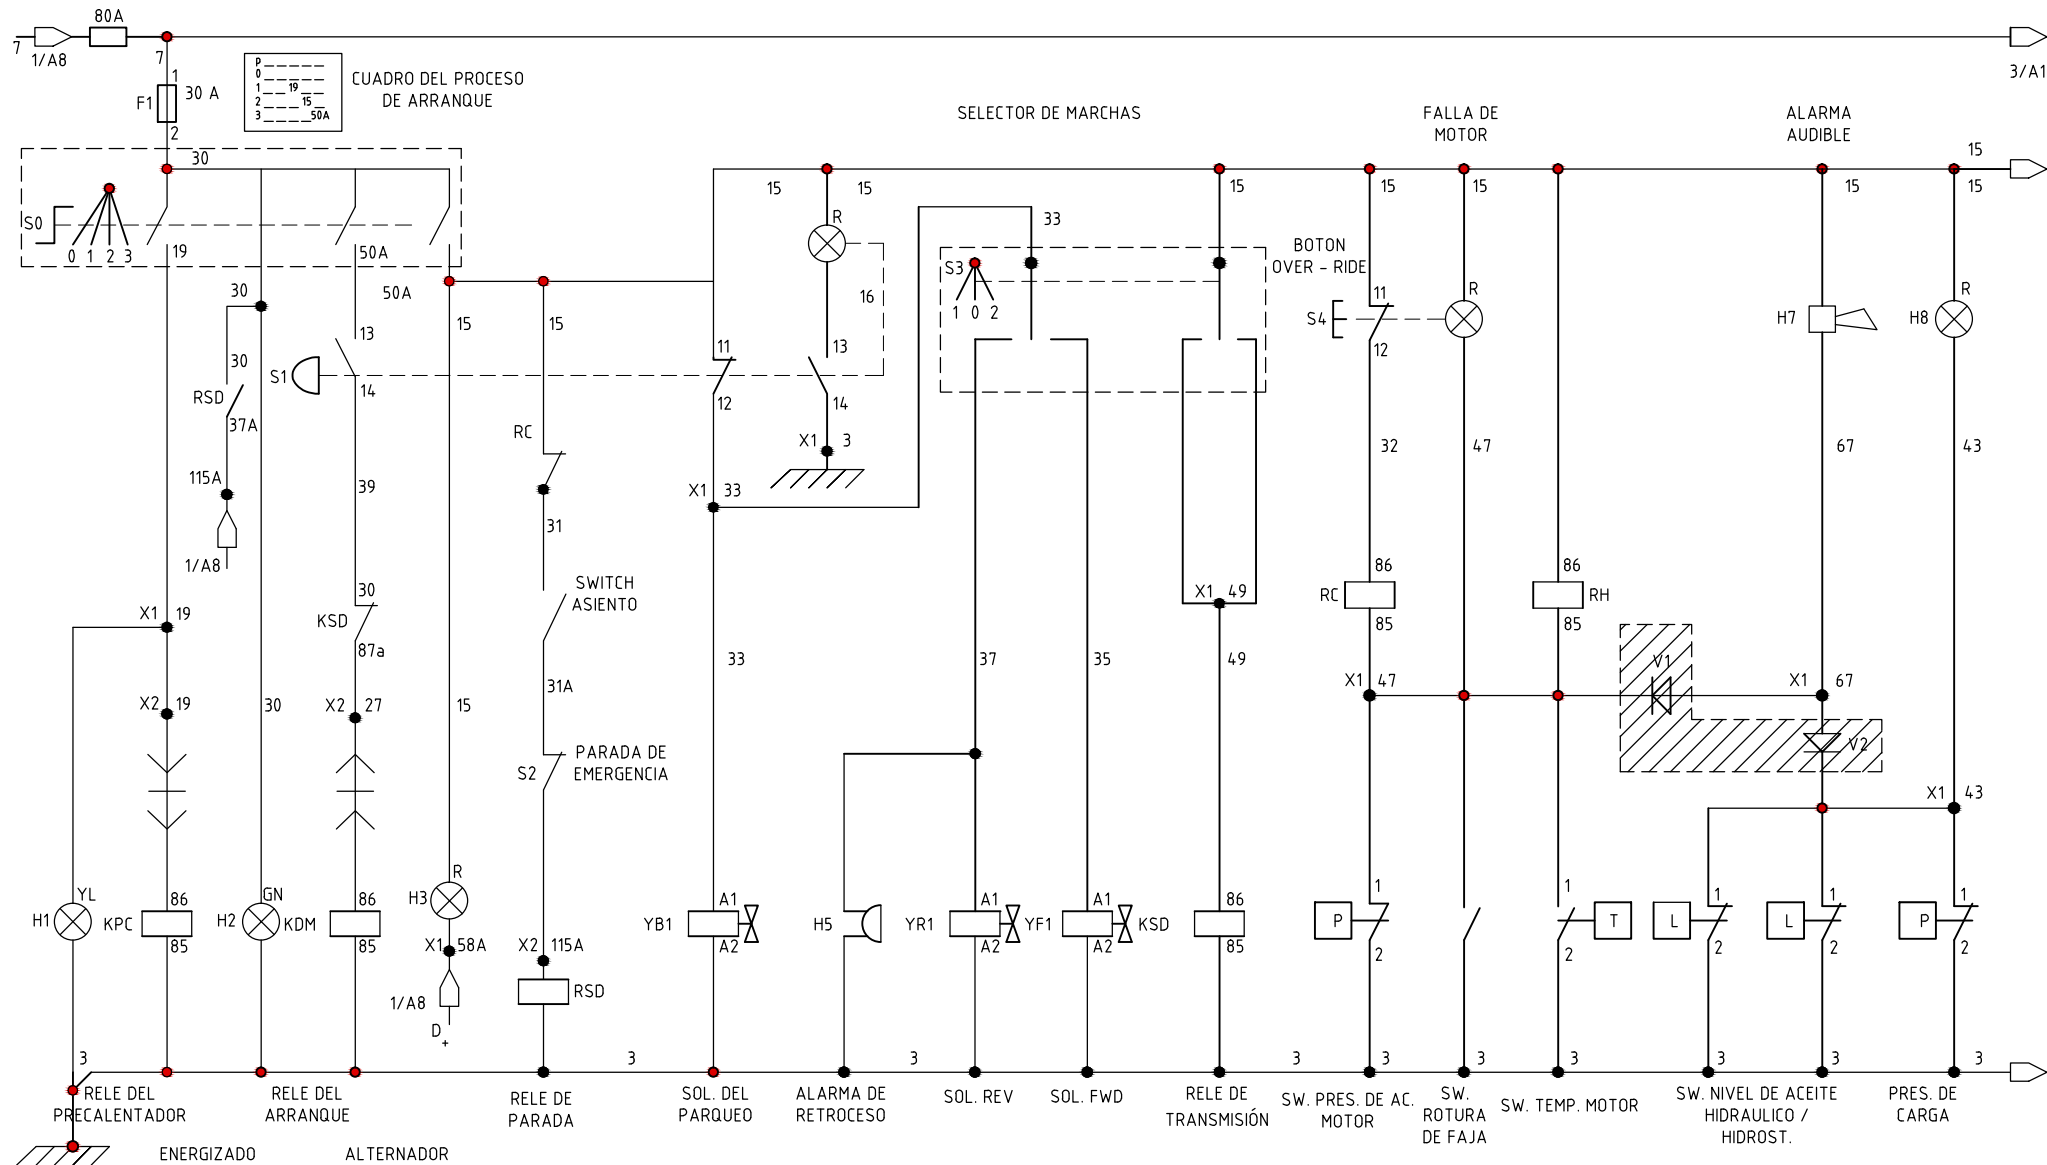 80A
7
1/A8
7
3/A1
1
F1
30 A
2
P
0
1 19
2 15
3 50A
CUADRO DEL PROCESO
DE ARRANQUE
SELECTOR DE MARCHAS
FALLA DE
MOTOR
ALARMA
AUDIBLE
30
15
15
15
15
15
15
15
S0
0 1 2 3
19
50A
50A
R
33
BOTON
OVER - RIDE
S3
1 0 2
30
15
15
16
S4
11
12
R
H7
R
H8
30
RSD
37A
13
S1
14
11
12
13
14
RC
X1 3
32
47
67
43
115A
39
X1 33
31
1/A8
30
KSD
87a
SWITCH
ASIENTO
X1 49
86
RC
85
86
RH
85
X1 19
33
37
35
49
31A
X1 47
V1
X1 67
X2 19
30
X2 27
15
V2
PARADA DE
EMERGENCIA
S2
X1 43
YL
H1
86
KPC
85
GN
H2
86
KDM
85
R
H3
X1 58A
1/A8
D
+
X2 115A
RSD
A1
YB1
A2
H5
A1
YR1
A2
A1
YF1
A2
KSD
86
85
1
P
2
1
T
2
1
L
2
1
L
2
1
P
2
3
3
3
3
3
3
3
3
3
3
RELE DEL
PRECALENTADOR
ENERGIZADO
RELE DEL
ARRANQUE
ALTERNADOR
RELE DE
PARADA
SOL. DEL
PARQUEO
ALARMA DE
RETROCESO
SOL. REV
SOL. FWD
RELE DE
TRANSMISIÓN
SW. PRES. DE AC.
MOTOR
SW.
ROTURA
DE FAJA
SW. TEMP. MOTOR
SW. NIVEL DE ACEITE
HIDRAULICO /
HIDROST.
PRES. DE
CARGA